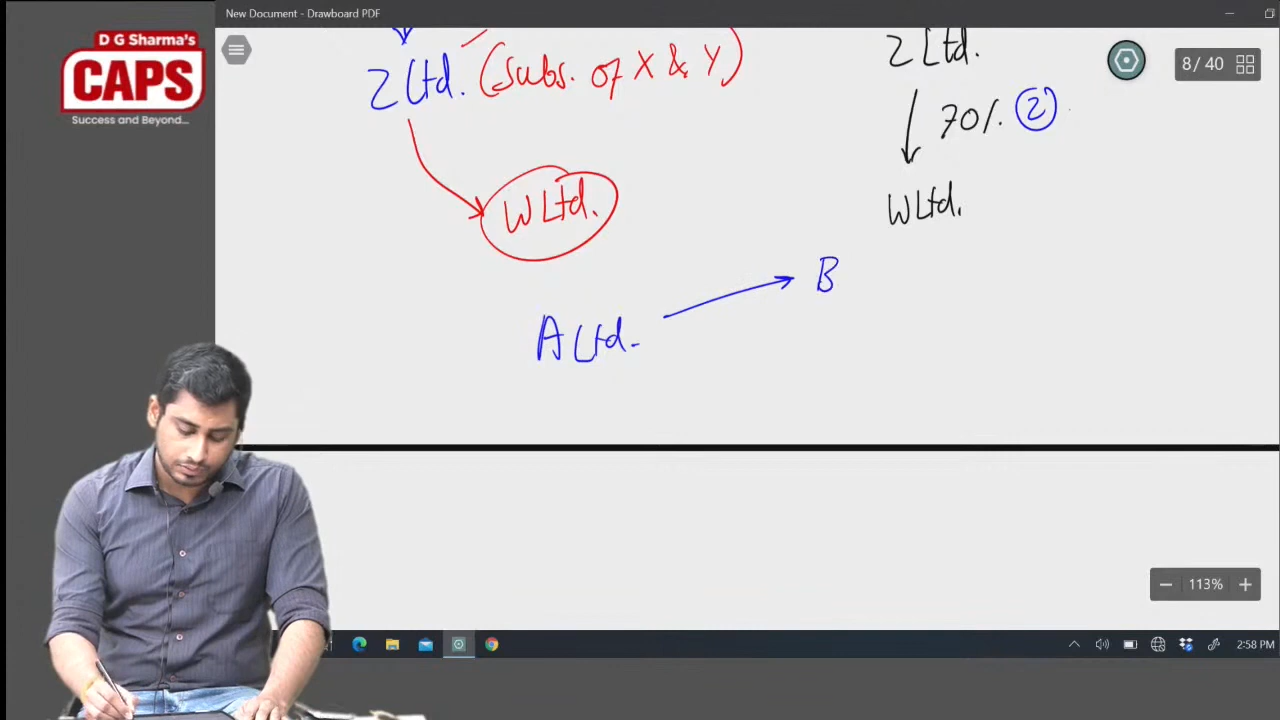 New Document - Drawboard PDF
D G Sharma's
CAPS
Success and Beyond...
8 / 40
Z Ltd. (Subs. of X & Y)
W Ltd.
Z Ltd.
70%. 2
W Ltd.
A Ltd.
B
113%
2:58 PM